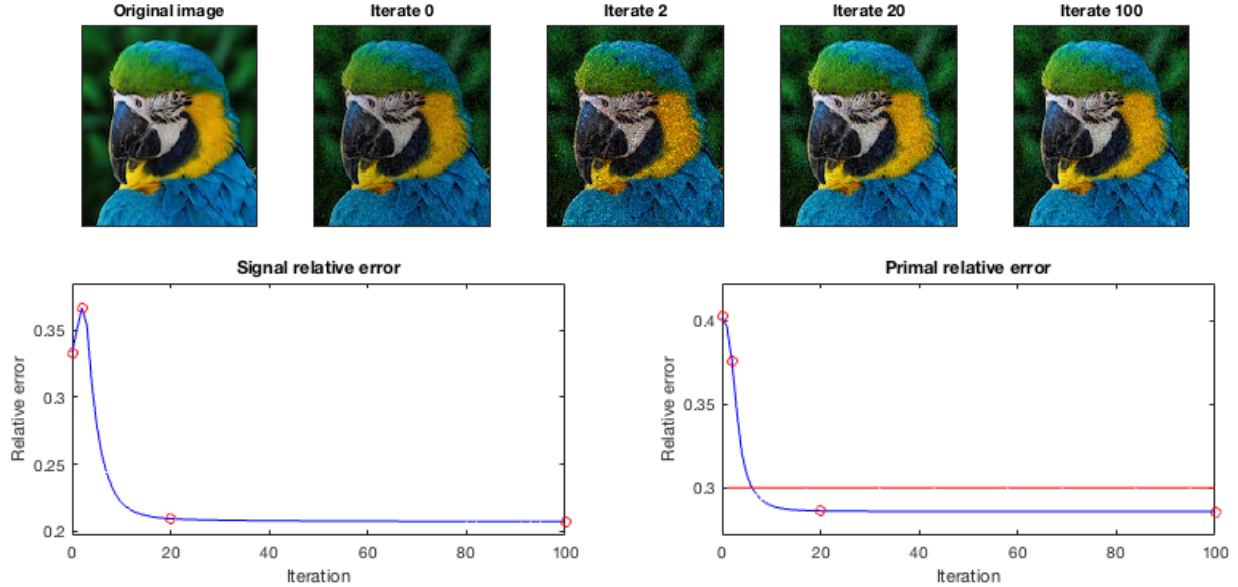 Original image
Iterate 0
Iterate 2
Iterate 20
Iterate 100
Signal relative error
Relative error
0.35
0.3
0.25
0.2
0 20 40 60 80 100
Iteration
Primal relative error
Relative error
0.4
0.35
0.3
0 20 40 60 80 100
Iteration